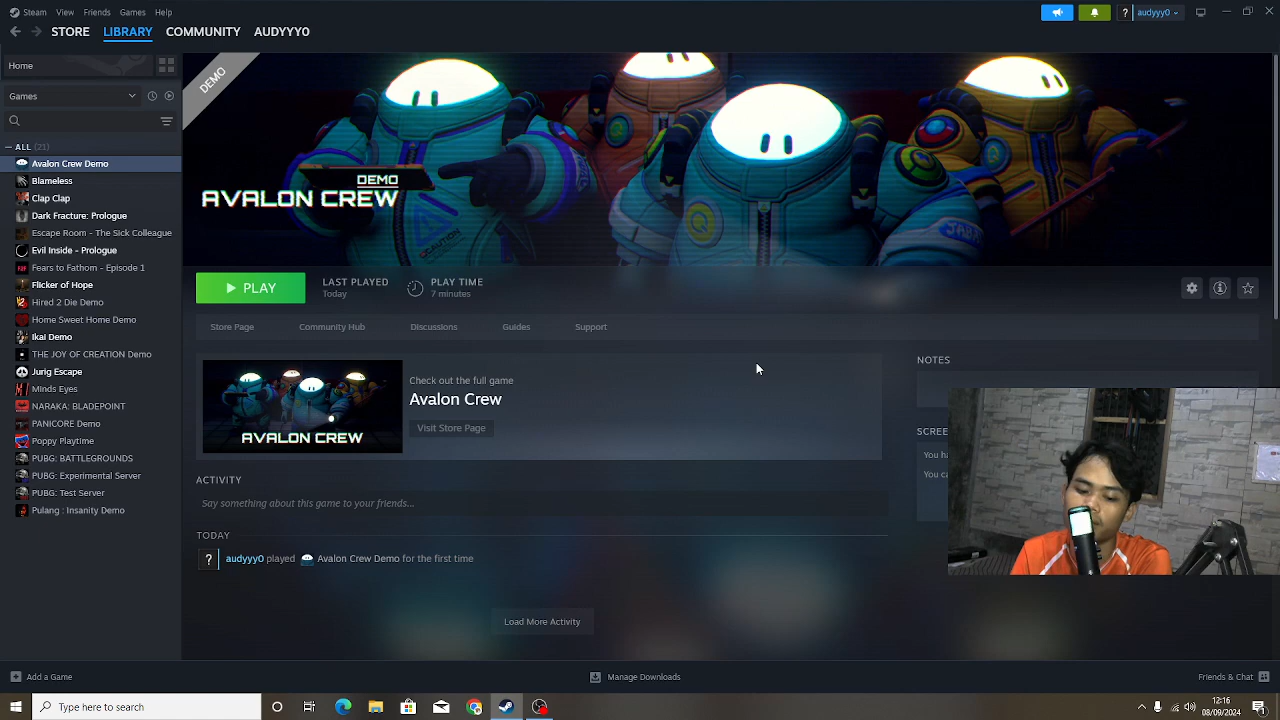 Steam View Friends Games Help
audyyy0
STORE LIBRARY COMMUNITY AUDYYY0
Home
Games
ALL (21)
Avalon Crew Demo
Blameless
Clap Clap
Dark Fracture: Prologue
Escape Room - The Sick Colleague
Evil Inside - Prologue
Fears to Fathom - Episode 1
Flicker of Hope
Hired 2 Die Demo
Home Sweet Home Demo
Ikai Demo
THE JOY OF CREATION Demo
Jurig Escape
Minds Eyes
NARAKA: BLADEPOINT
PANICORE Demo
Poppy Playtime
PUBG: BATTLEGROUNDS
PUBG: Experimental Server
PUBG: Test Server
Pulang : Insanity Demo
DEMO
DEMO
AVALON CREW
CAUTION
PLAY
LAST PLAYED
Today
PLAY TIME
7 minutes
Store Page Community Hub Discussions Guides Support
AVALON CREW
Check out the full game
Avalon Crew
Visit Store Page
NOTES
SCREE
You ha
You ca
ACTIVITY
Say something about this game to your friends...
TODAY
? audyyy0 played Avalon Crew Demo for the first time
Load More Activity
Add a Game
Manage Downloads
Friends & Chat
Type here to search
12:16
08/09/2024